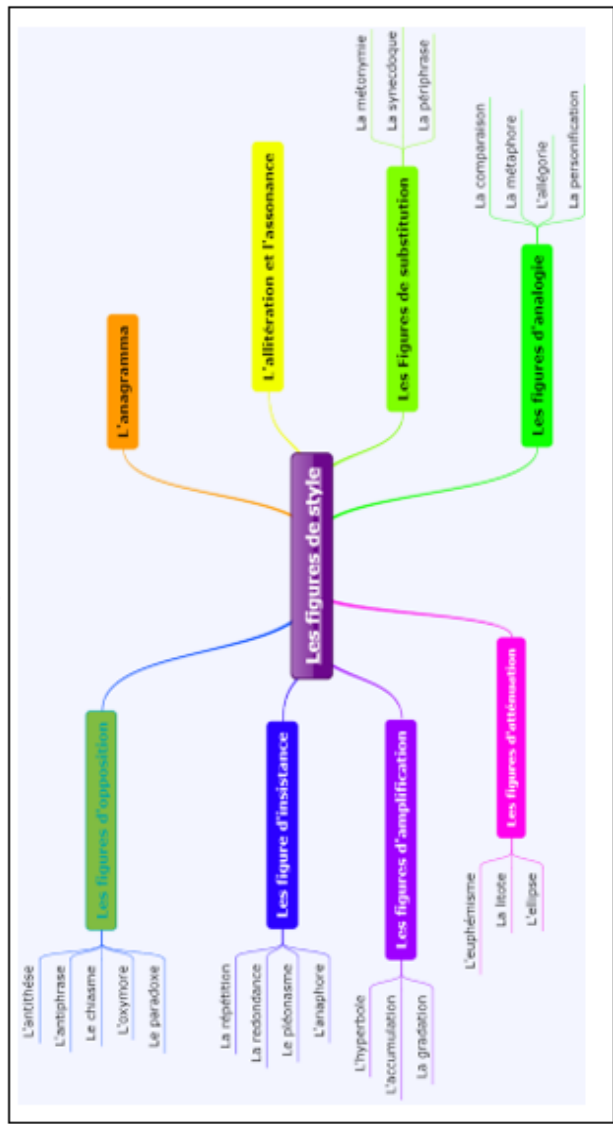 Les figures de style
L'anagramma
L'allitération et l'assonance
Les Figures de substitution
La métonymie
La synecdoque
La périphrase
Les figures d'analogie
La comparaison
La métaphore
L'allégorie
La personification
Les figures d'opposition
L'antithèse
L'antiphrase
Le chiasme
L'oxymore
Le paradoxe
Les figure d'insistance
La répétition
La redondance
Le pléonasme
L'anaphore
Les figures d'amplification
L'hyperbole
L'accumulation
La gradation
Les figures d'atténuation
L'euphémisme
La litote
L'ellipse